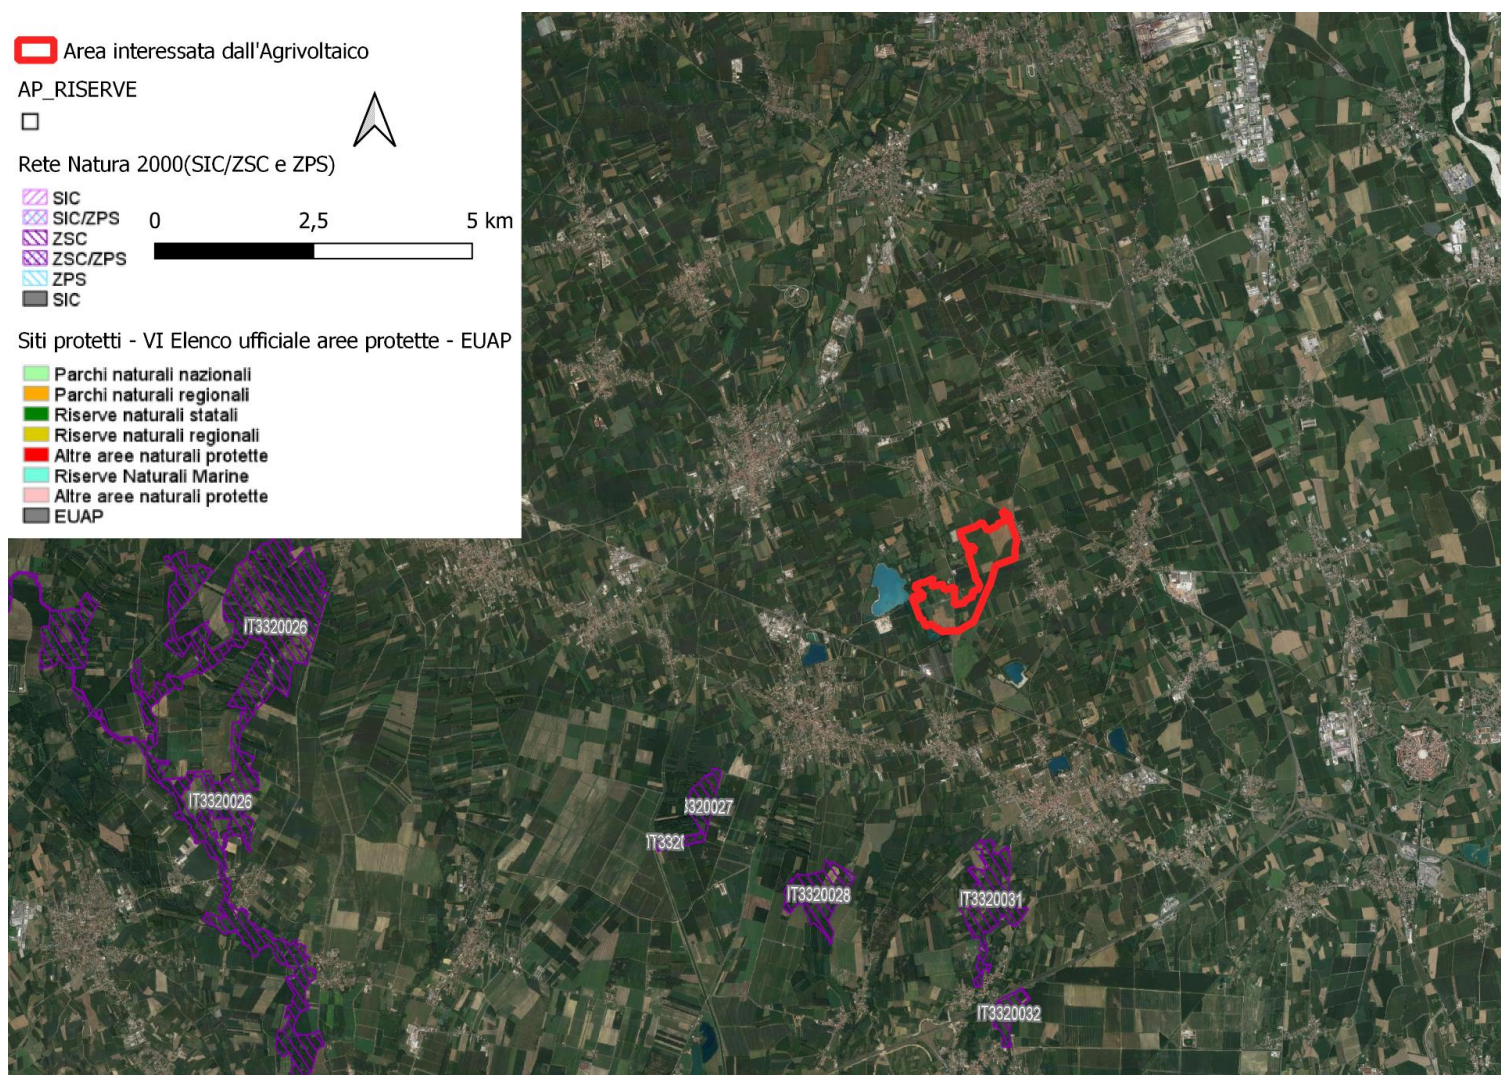 Area interessata dall'Agrivoltaico
AP_RISERVE
Rete Natura 2000(SIC/ZSC e ZPS)
SIC
SIC/ZPS
ZSC
ZSC/ZPS
ZPS
SIC
0 2,5 5 km
Siti protetti - VI Elenco ufficiale aree protette - EUAP
Parchi naturali nazionali
Parchi naturali regionali
Riserve naturali statali
Riserve naturali regionali
Altre aree naturali protette
Riserve Naturali Marine
Altre aree naturali protette
EUAP
IT3320026
IT3320026
3320027
IT3320
IT3320028
IT3320031
IT3320032